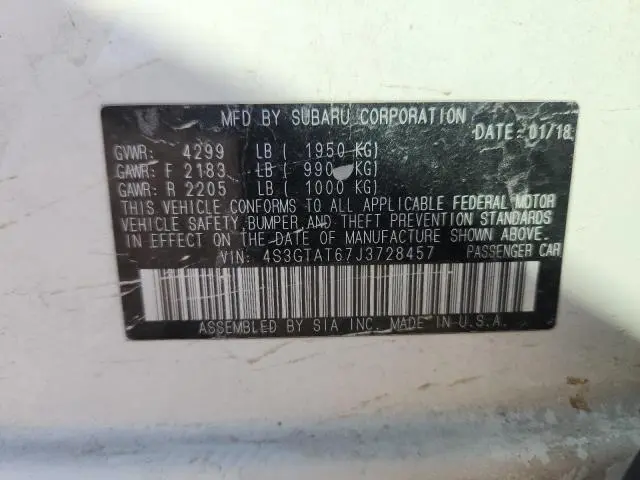 MFD BY SUBARU CORPORATION
DATE: 01/18
GVWR: 4299 LB ( 1950 KG)
GAWR: F 2183 LB ( 990 KG)
GAWR: R 2205 LB ( 1000 KG)
THIS VEHICLE CONFORMS TO ALL APPLICABLE FEDERAL MOTOR
VEHICLE SAFETY, BUMPER, AND THEFT PREVENTION STANDARDS
IN EFFECT ON THE DATE OF MANUFACTURE SHOWN ABOVE.
VIN: 4S3GTAT67J3728457 PASSENGER CAR
ASSEMBLED BY SIA INC. MADE IN U.S.A.